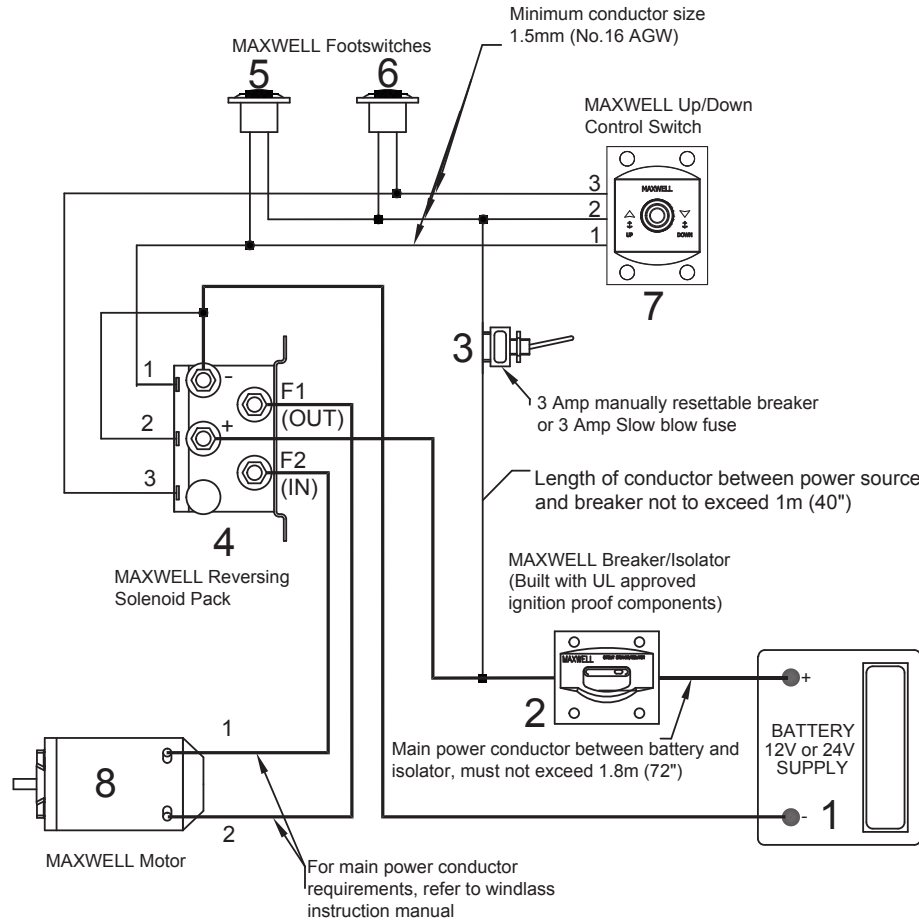 Minimum conductor size
1.5mm (No.16 AGW)
MAXWELL Footswitches
5
6
MAXWELL Up/Down
Control Switch
3
2
1
MAXWELL
UP
DOWN
7
3
3 Amp manually resettable breaker
or 3 Amp Slow blow fuse
1
2
3
-
+
F1
(OUT)
F2
(IN)
4
MAXWELL Reversing
Solenoid Pack
Length of conductor between power source
and breaker not to exceed 1m (40")
MAXWELL Breaker/Isolator
(Built with UL approved
ignition proof components)
MAXWELL
2
Main power conductor between battery and
isolator, must not exceed 1.8m (72")
+
BATTERY
12V or 24V
SUPPLY
- 1
1
8
2
MAXWELL Motor
For main power conductor
requirements, refer to windlass
instruction manual